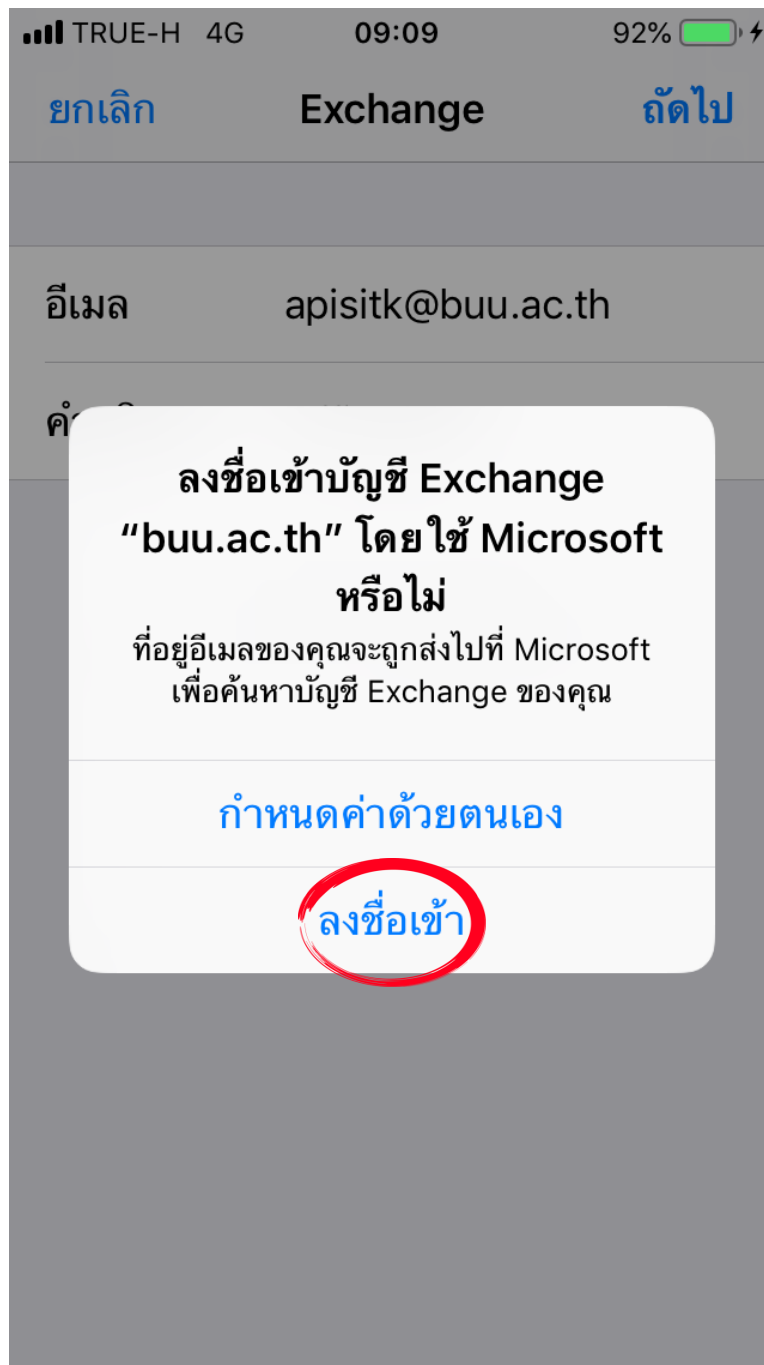 TRUE-H 4G 09:09 92%
ยกเลิก Exchange ถัดไป
อีเมล apisitk@buu.ac.th
ลงชื่อเข้าบัญชี Exchange
“buu.ac.th” โดยใช้ Microsoft
หรือไม่
ที่อยู่อีเมลของคุณจะถูกส่งไปที่ Microsoft
เพื่อค้นหาบัญชี Exchange ของคุณ
กำหนดค่าด้วยตนเอง
ลงชื่อเข้า